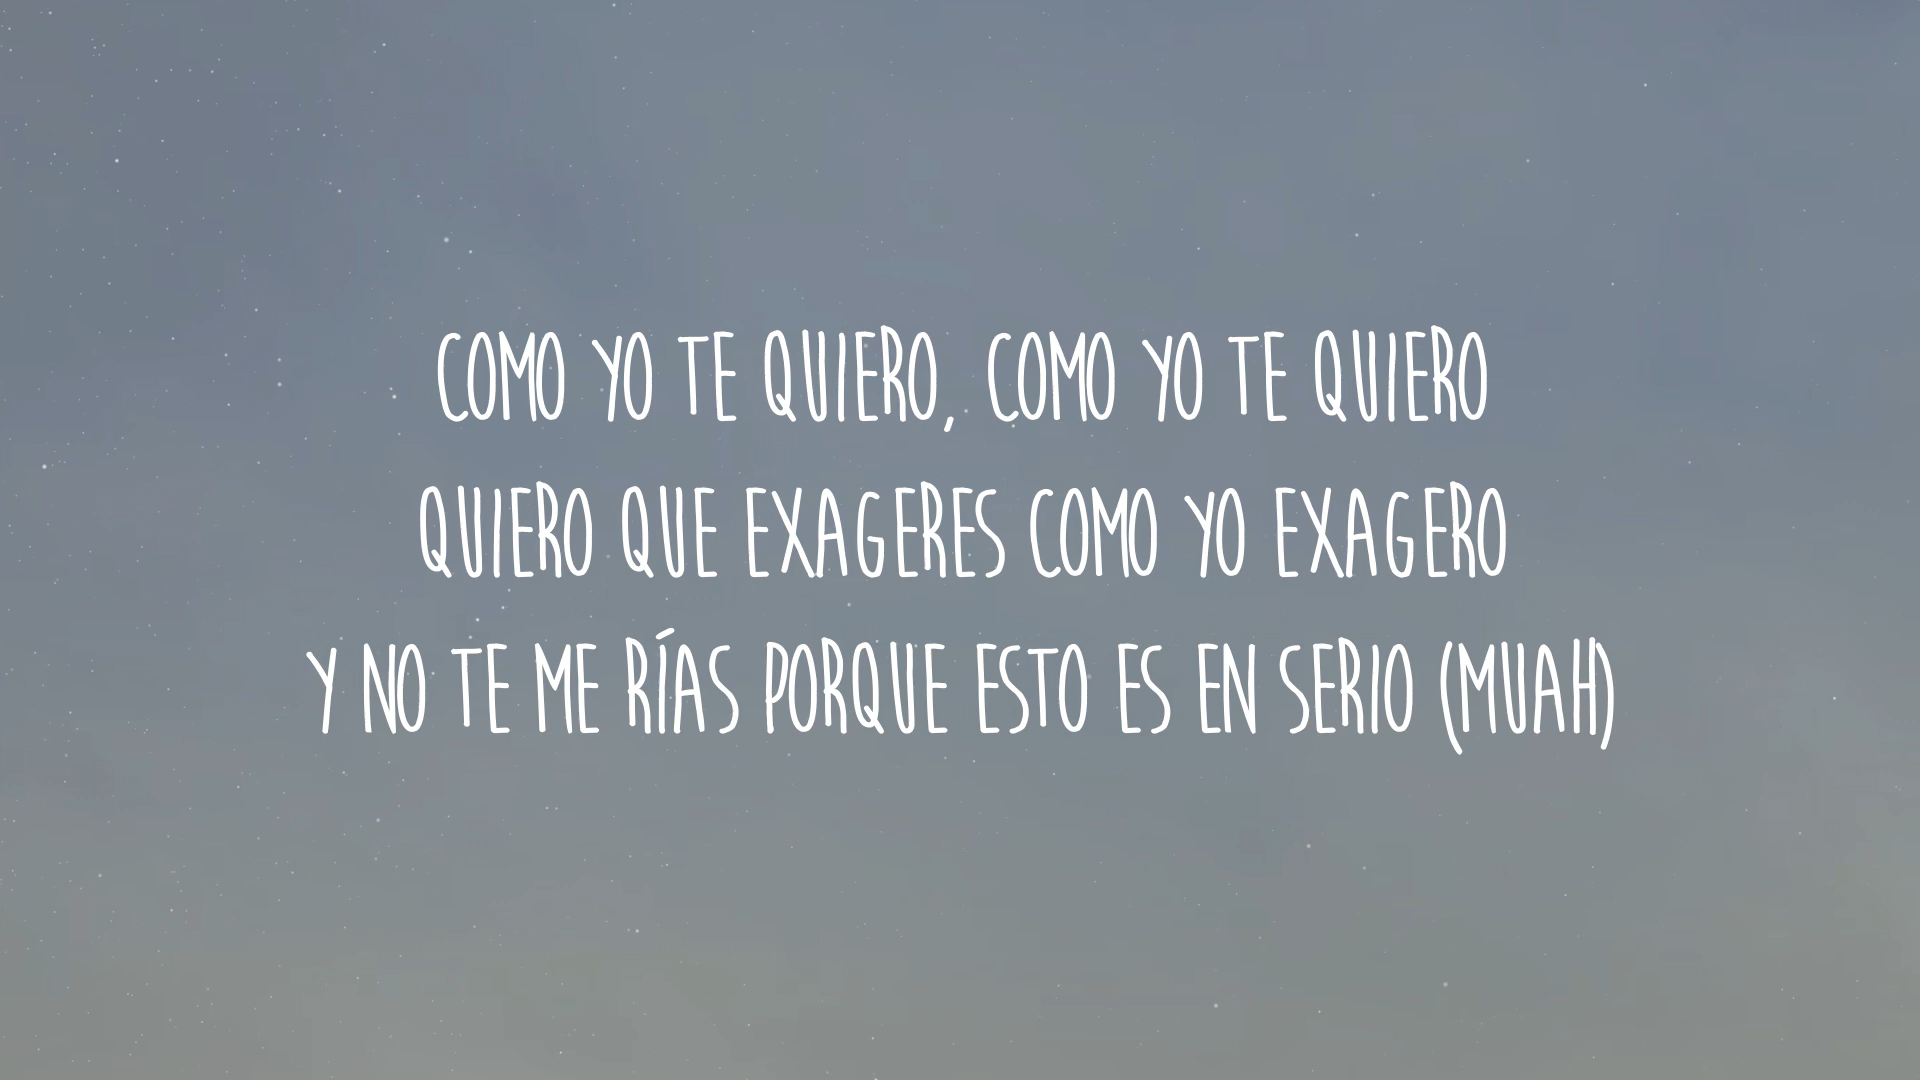 COMO YO TE QUIERO, COMO YO TE QUIERO
QUIERO QUE EXAGERES COMO YO EXAGERO
Y NO TE ME RÍAS PORQUE ESTO ES EN SERIO (MUAH)